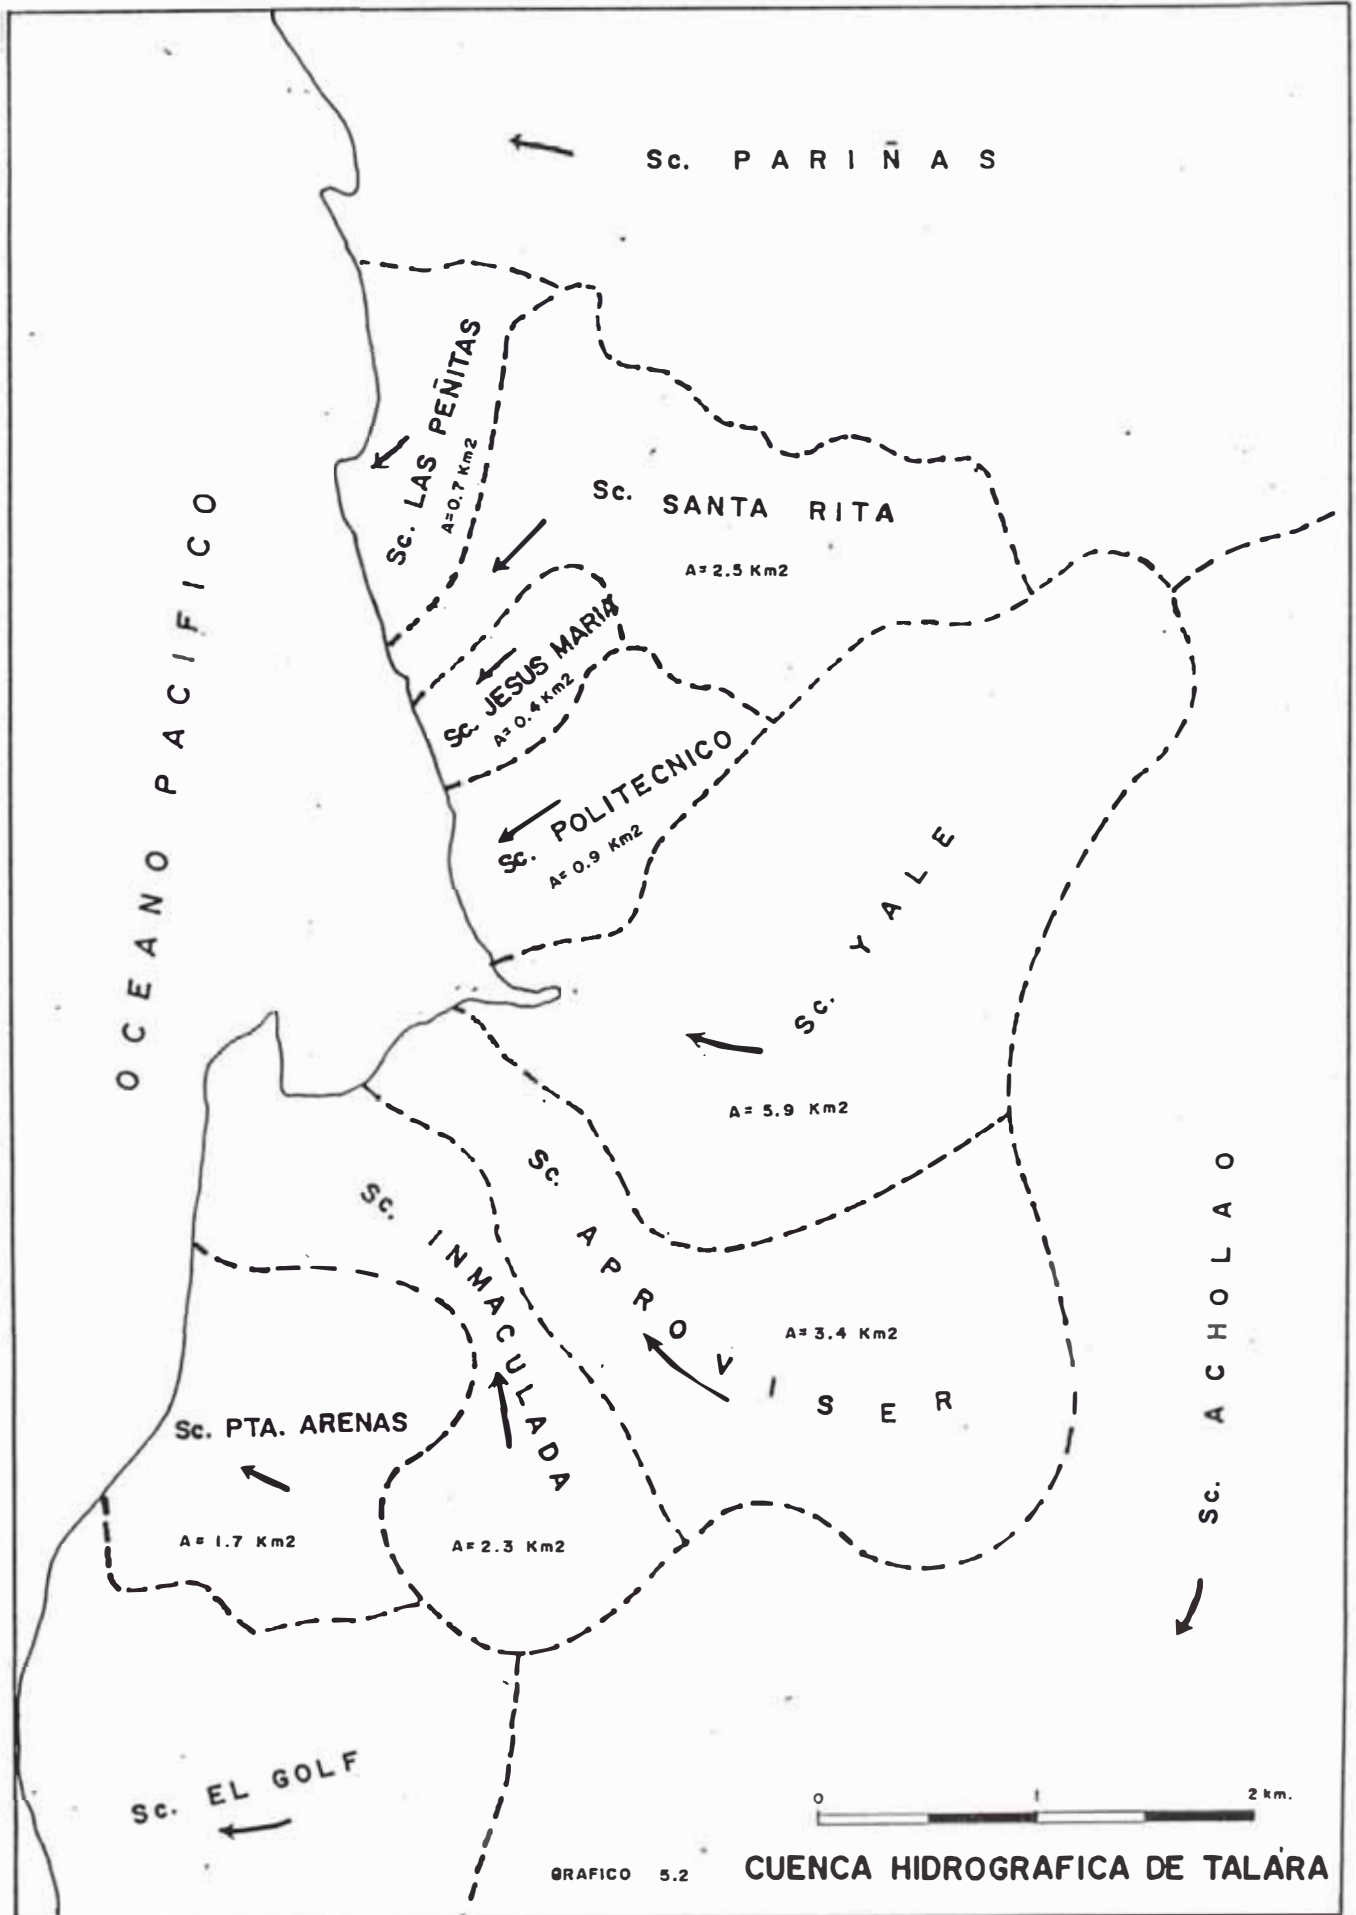 Sc. PARIÑAS
Sc. LAS PEÑITAS
A=0.7 Km2
Sc. SANTA RITA
A=2.5 Km2
OCEANO PACIFICO
Sc. JESUS MARIA
A=0.4 Km2
Sc. POLITECNICO
A=0.9 Km2
Sc. YALE
A=5.9 Km2
Sc. APROVISER
A=3.4 Km2
Sc. INMACULADA
A=2.3 Km2
Sc. PTA. ARENAS
A=1.7 Km2
Sc. ACHOLAO
Sc. EL GOLF
0 1 2 km.
GRAFICO 5.2 CUENCA HIDROGRAFICA DE TALARA